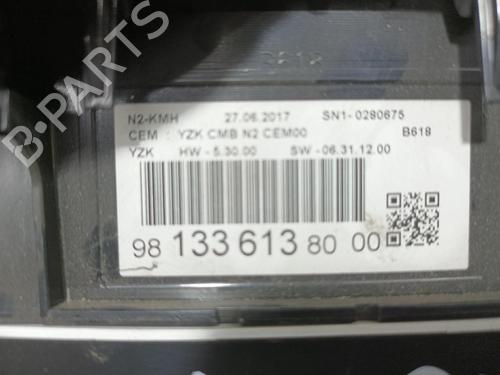 B-PARTS
2618
N2-KMH 27.06.2017 SN1-0280675
CEM : YZK CMB N2 CEM00 B618
YZK HW-5.30.00 SW-06.31.12.00
98 133 613 80 00